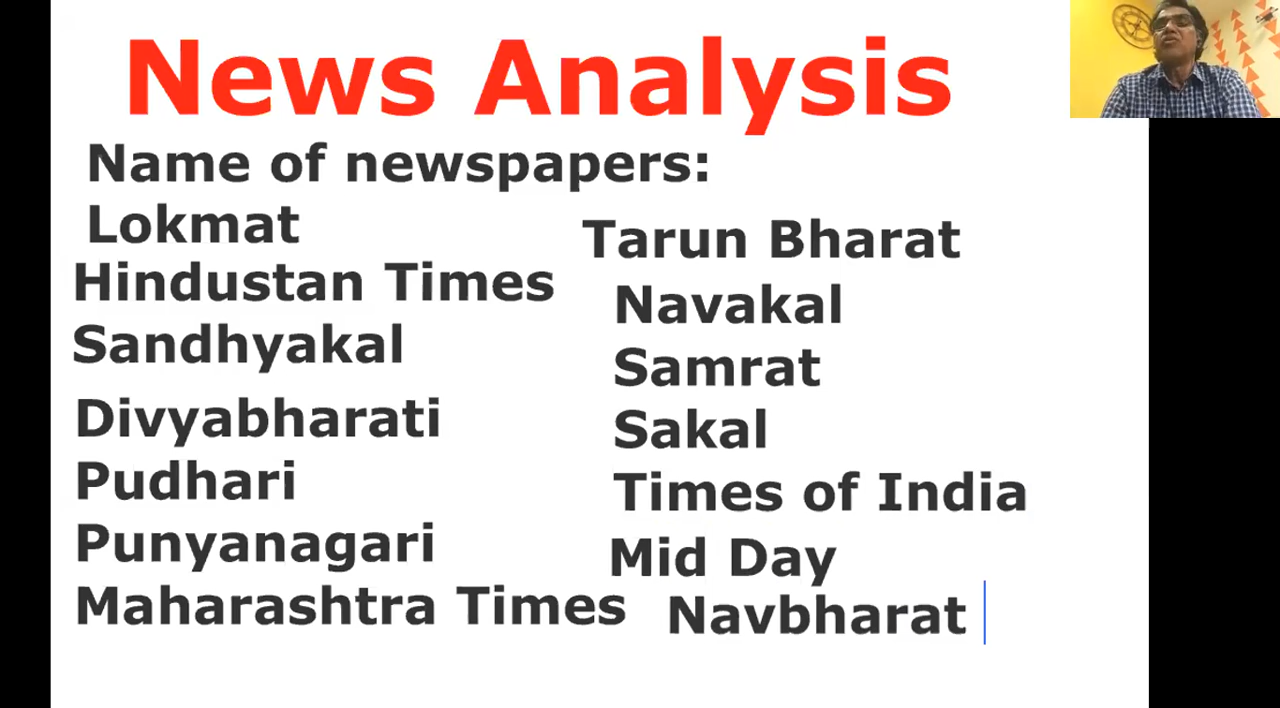 News Analysis
Name of newspapers:
Lokmat
Hindustan Times
Sandhyakal
Divyabharati
Pudhari
Punyanagari
Maharashtra Times
Tarun Bharat
Navakal
Samrat
Sakal
Times of India
Mid Day
Navbharat